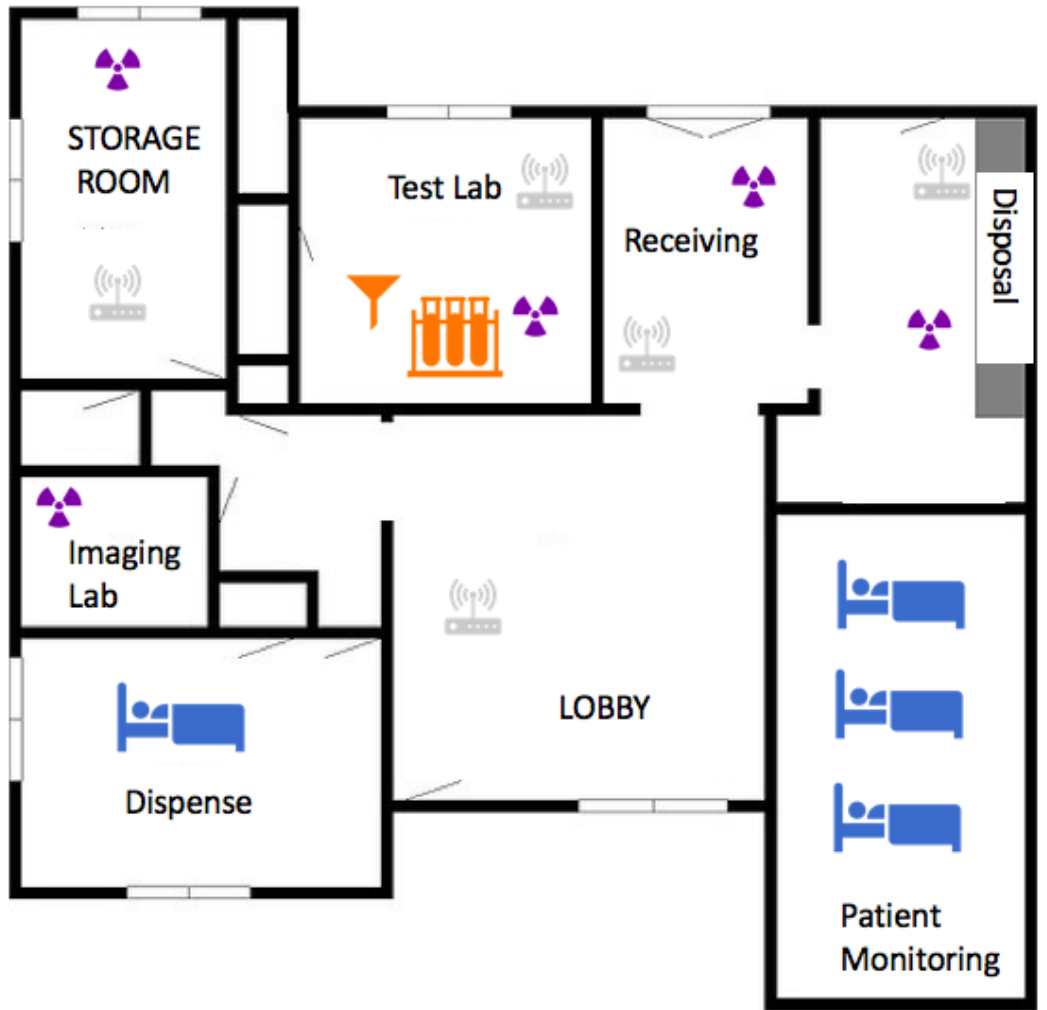 STORAGE
ROOM
Test Lab
Receiving
Disposal
Imaging
Lab
LOBBY
Dispense
Patient
Monitoring